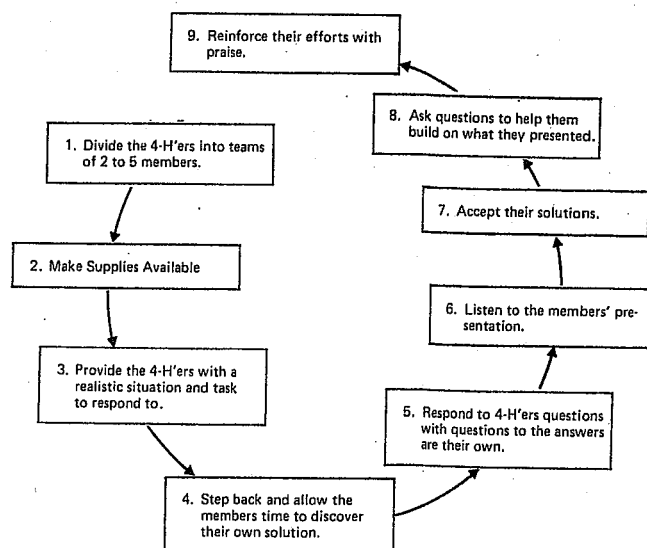 1. Divide the 4-H'ers into teams
of 2 to 5 members.
2. Make Supplies Available
3. Provide the 4-H'ers with a
realistic situation and task
to respond to.
4. Step back and allow the
members time to discover
their own solution.
5. Respond to 4-H'ers questions
with questions to the answers
are their own.
6. Listen to the members' pre-
sentation.
7. Accept their solutions.
8. Ask questions to help them
build on what they presented.
9. Reinforce their efforts with
praise.